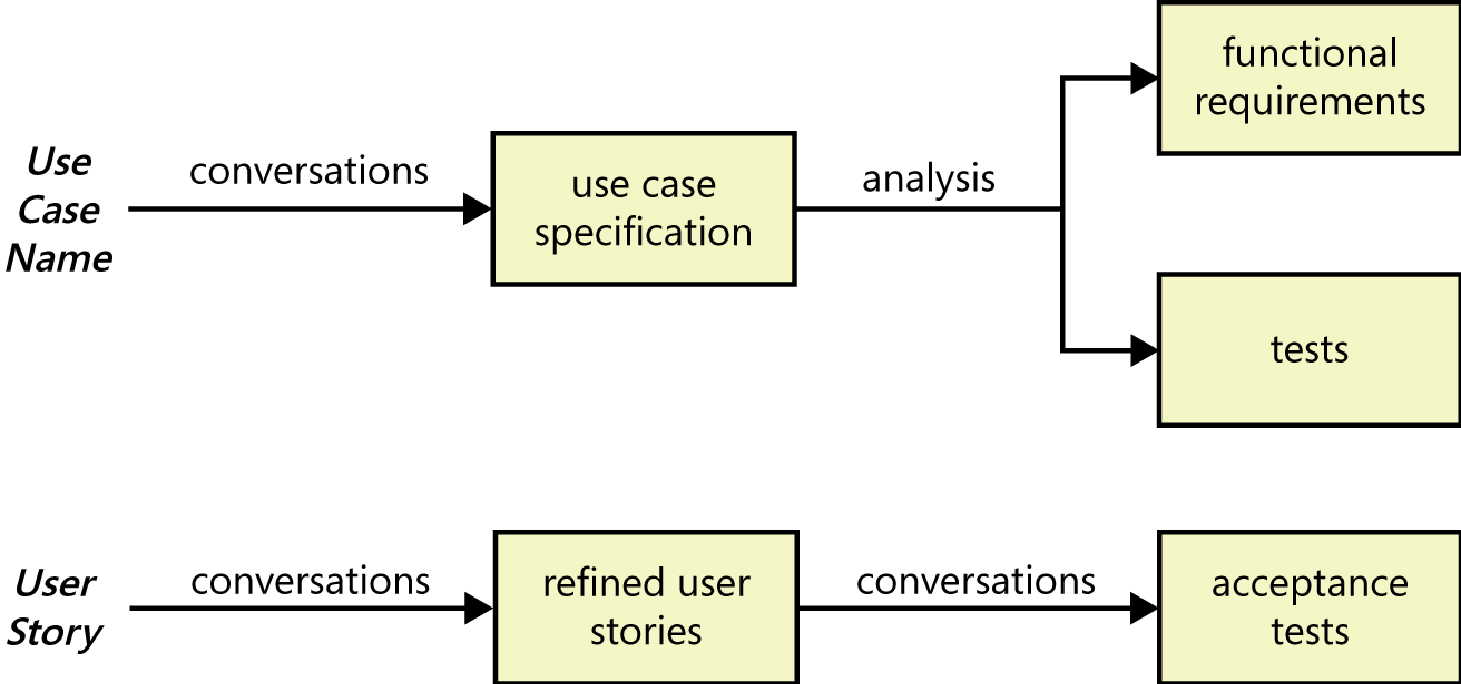 Use
Case
Name
conversations
use case
specification
analysis
functional
requirements
tests
User
Story
conversations
refined user
stories
conversations
acceptance
tests